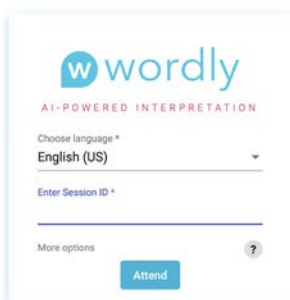 w wordly
AI-POWERED INTERPRETATION
Choose language *
English (US)
Enter Session ID *
More options ?
Attend